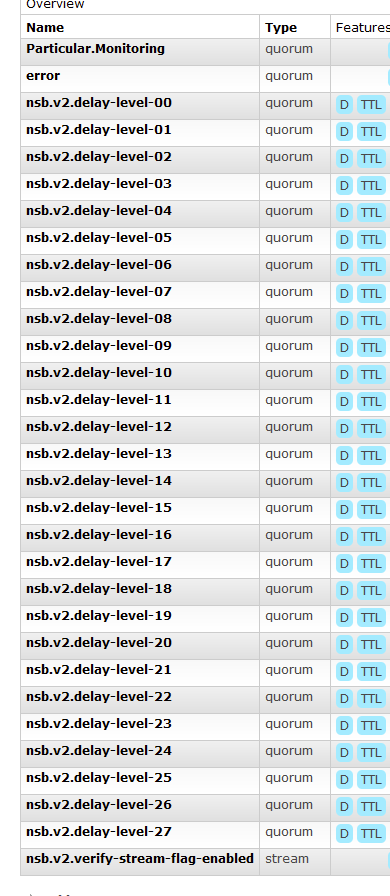 Overview
Name Type Features
Particular.Monitoring quorum
error quorum
nsb.v2.delay-level-00 quorum D TTL
nsb.v2.delay-level-01 quorum D TTL
nsb.v2.delay-level-02 quorum D TTL
nsb.v2.delay-level-03 quorum D TTL
nsb.v2.delay-level-04 quorum D TTL
nsb.v2.delay-level-05 quorum D TTL
nsb.v2.delay-level-06 quorum D TTL
nsb.v2.delay-level-07 quorum D TTL
nsb.v2.delay-level-08 quorum D TTL
nsb.v2.delay-level-09 quorum D TTL
nsb.v2.delay-level-10 quorum D TTL
nsb.v2.delay-level-11 quorum D TTL
nsb.v2.delay-level-12 quorum D TTL
nsb.v2.delay-level-13 quorum D TTL
nsb.v2.delay-level-14 quorum D TTL
nsb.v2.delay-level-15 quorum D TTL
nsb.v2.delay-level-16 quorum D TTL
nsb.v2.delay-level-17 quorum D TTL
nsb.v2.delay-level-18 quorum D TTL
nsb.v2.delay-level-19 quorum D TTL
nsb.v2.delay-level-20 quorum D TTL
nsb.v2.delay-level-21 quorum D TTL
nsb.v2.delay-level-22 quorum D TTL
nsb.v2.delay-level-23 quorum D TTL
nsb.v2.delay-level-24 quorum D TTL
nsb.v2.delay-level-25 quorum D TTL
nsb.v2.delay-level-26 quorum D TTL
nsb.v2.delay-level-27 quorum D TTL
nsb.v2.verify-stream-flag-enabled stream